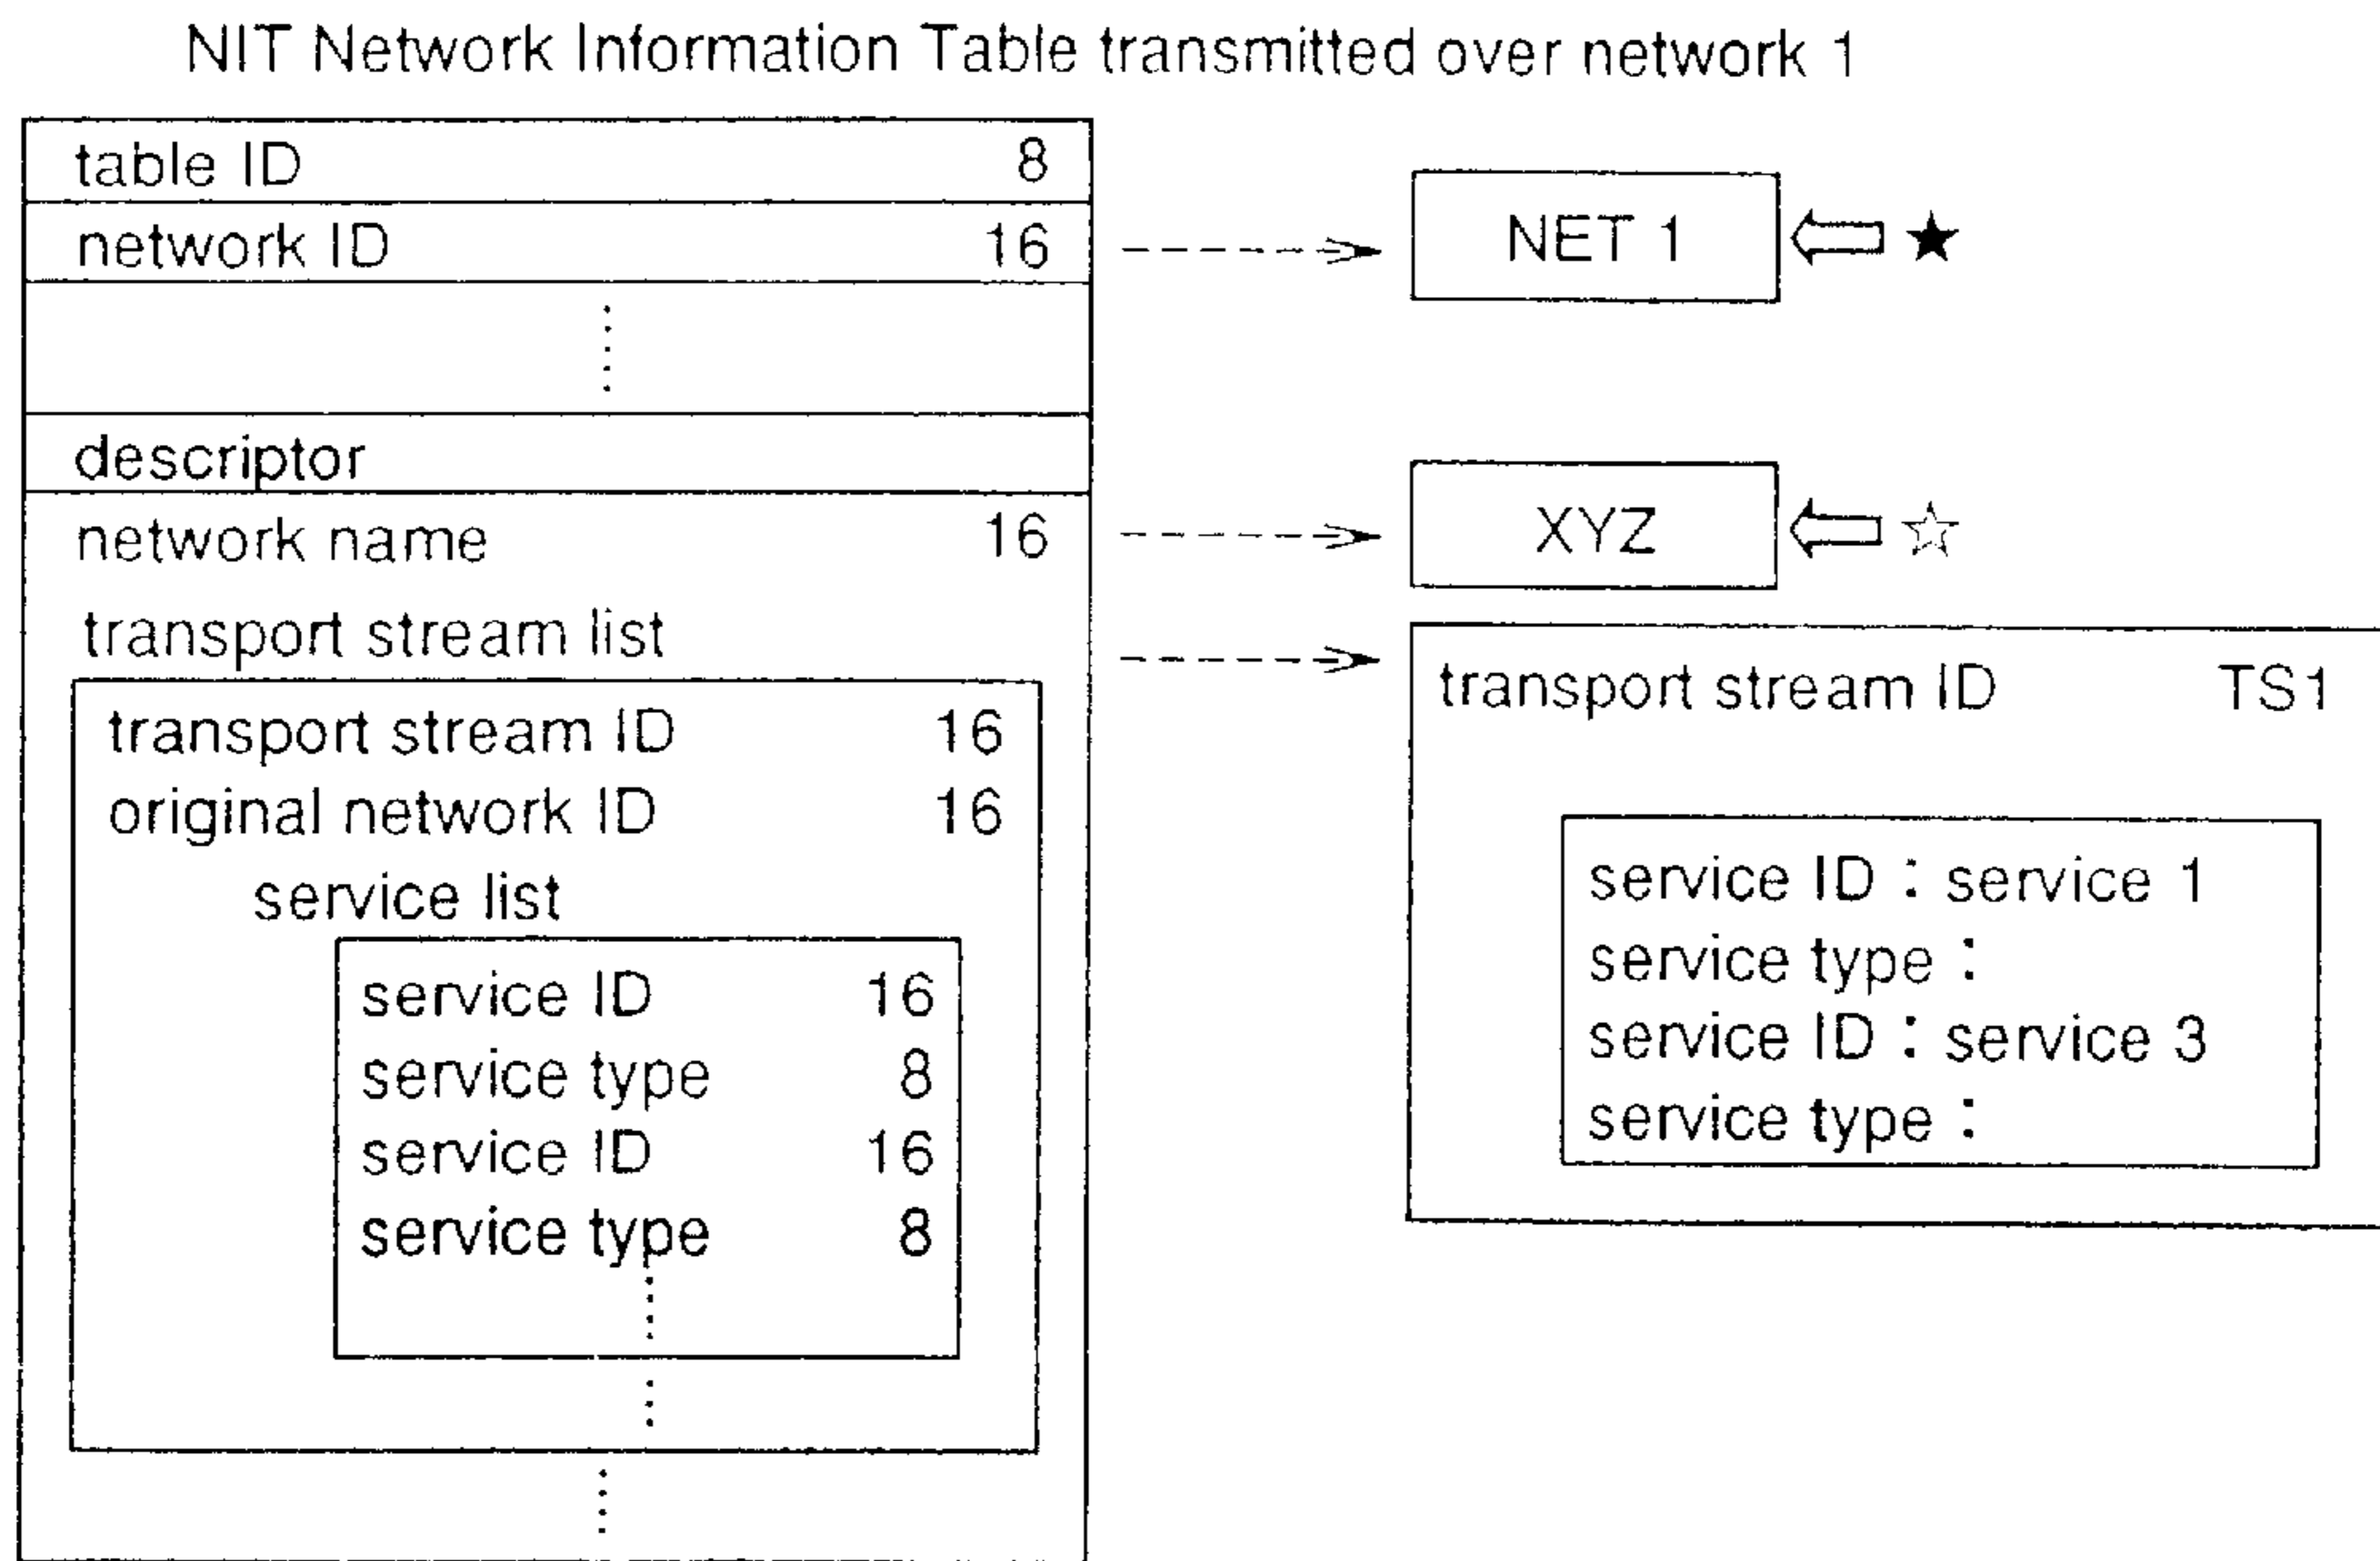 NIT Network Information Table transmitted over network 1
table ID 8
network ID 16
NET 1
descriptor
network name 16
XYZ
transport stream list
transport stream ID 16
original network ID 16
service list
service ID 16
service type 8
service ID 16
service type 8
transport stream ID TS1
service ID : service 1
service type :
service ID : service 3
service type :